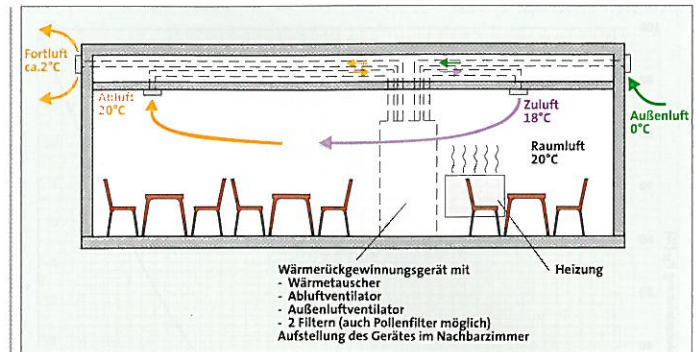 Fortluft
ca.2°C
Abluft
20°C
Zuluft
18°C
Außenluft
0°C
Raumluft
20°C
Wärmerückgewinnungsgerät mit
- Wärmetauscher
- Abluftventilator
- Außenluftventilator
- 2 Filtern (auch Pollenfilter möglich)
Aufstellung des Gerätes im Nachbarzimmer
Heizung